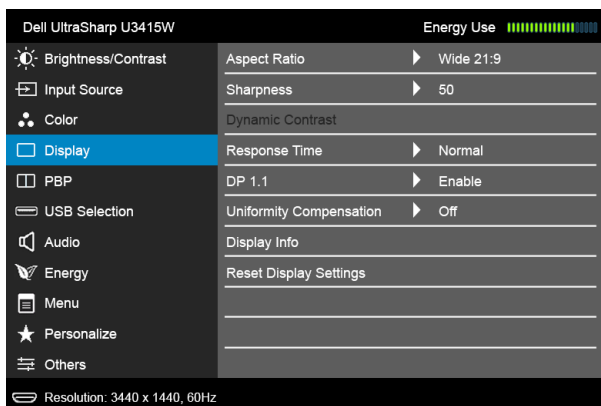 Dell UltraSharp U3415W Energy Use
Brightness/Contrast Aspect Ratio Wide 21:9
Input Source Sharpness 50
Color Dynamic Contrast
Display Response Time Normal
PBP DP 1.1 Enable
USB Selection Uniformity Compensation Off
Audio Display Info
Energy Reset Display Settings
Menu
Personalize
Others
Resolution: 3440 x 1440, 60Hz